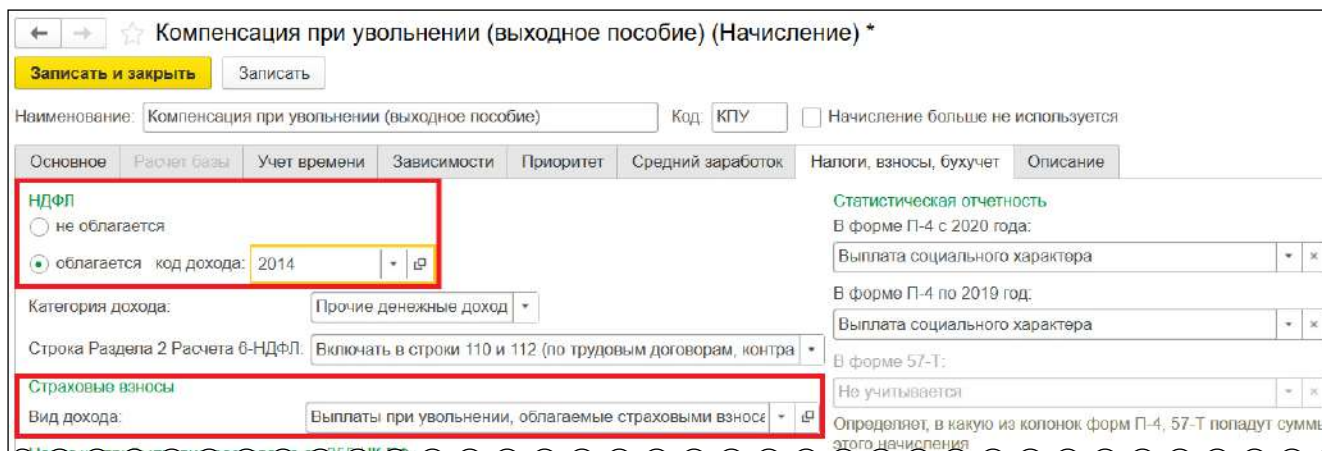 Компенсация при увольнении (выходное пособие) (Начисление) *
Записать и закрыть Записать
Наименование: Компенсация при увольнении (выходное пособие) Код: КПУ Начисление больше не используется
Основное Расчет базы Учет времени Зависимости Приоритет Средний заработок Налоги, взносы, бухучет Описание
НДФЛ
не облагается
облагается код дохода: 2014
Категория дохода: Прочие денежные доход
Строка Раздела 2 Расчета 6-НДФЛ: Включать в строки 110 и 112 (по трудовым договорам, контра
Страховые взносы
Вид дохода: Выплаты при увольнении, облагаемые страховыми взноса
Статистическая отчетность
В форме П-4 с 2020 года:
Выплата социального характера
В форме П-4 по 2019 год:
Выплата социального характера
В форме 57-Т:
Не учитывается
Определяет, в какую из колонок форм П-4, 57-Т попадут суммы
этого начисления